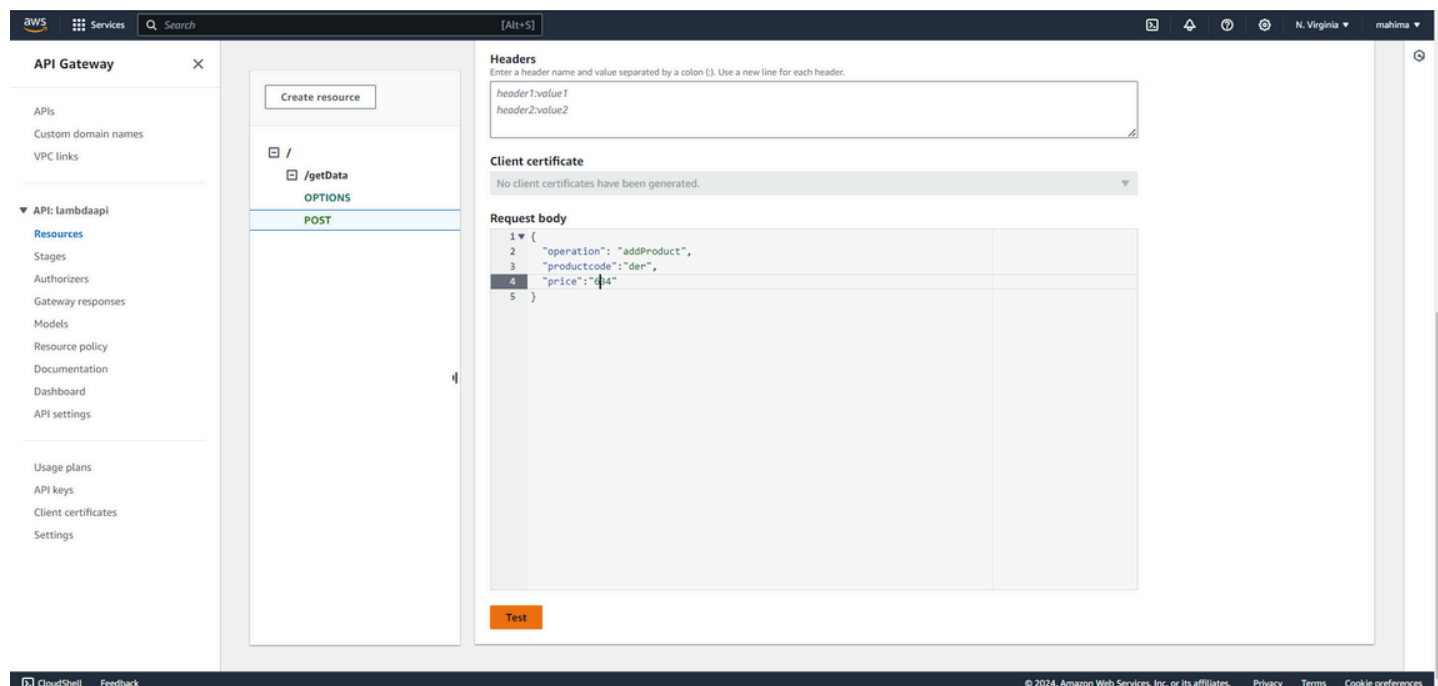 aws Services Search [Alt+S] N. Virginia mahima
API Gateway
APIs
Custom domain names
VPC links
API: lambdaapi
Resources
Stages
Authorizers
Gateway responses
Models
Resource policy
Documentation
Dashboard
API settings
Usage plans
API keys
Client certificates
Settings
Create resource
/
/getData
OPTIONS
POST
Headers
Enter a header name and value separated by a colon (:). Use a new line for each header.
header1:value1
header2:value2
Client certificate
No client certificates have been generated.
Request body
1 {
2 "operation": "addProduct",
3 "productcode":"der",
4 "price":
5 }
Test
CloudShell Feedback © 2024, Amazon Web Services, Inc. or its affiliates. Privacy Terms Cookie preferences